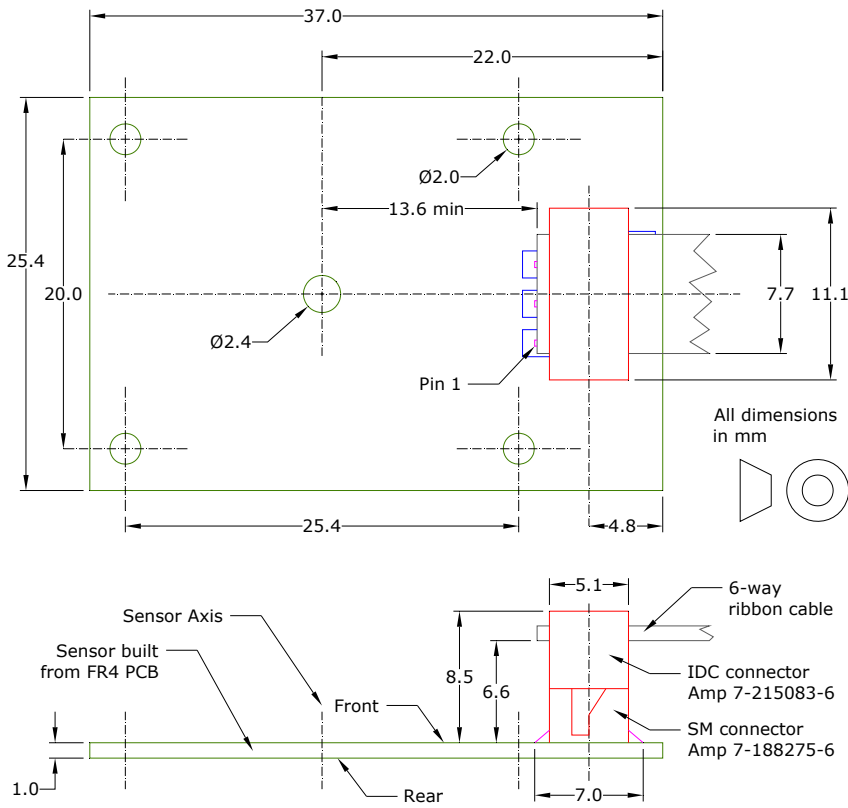 37.0
22.0
Ø2.0
13.6 min
25.4
20.0
7.7
11.1
Ø2.4
Pin 1
All dimensions
in mm
25.4
4.8
5.1
6-way
ribbon cable
Sensor Axis
Sensor built
from FR4 PCB
8.5
6.6
IDC connector
Amp 7-215083-6
Front
SM connector
Amp 7-188275-6
1.0
Rear
7.0